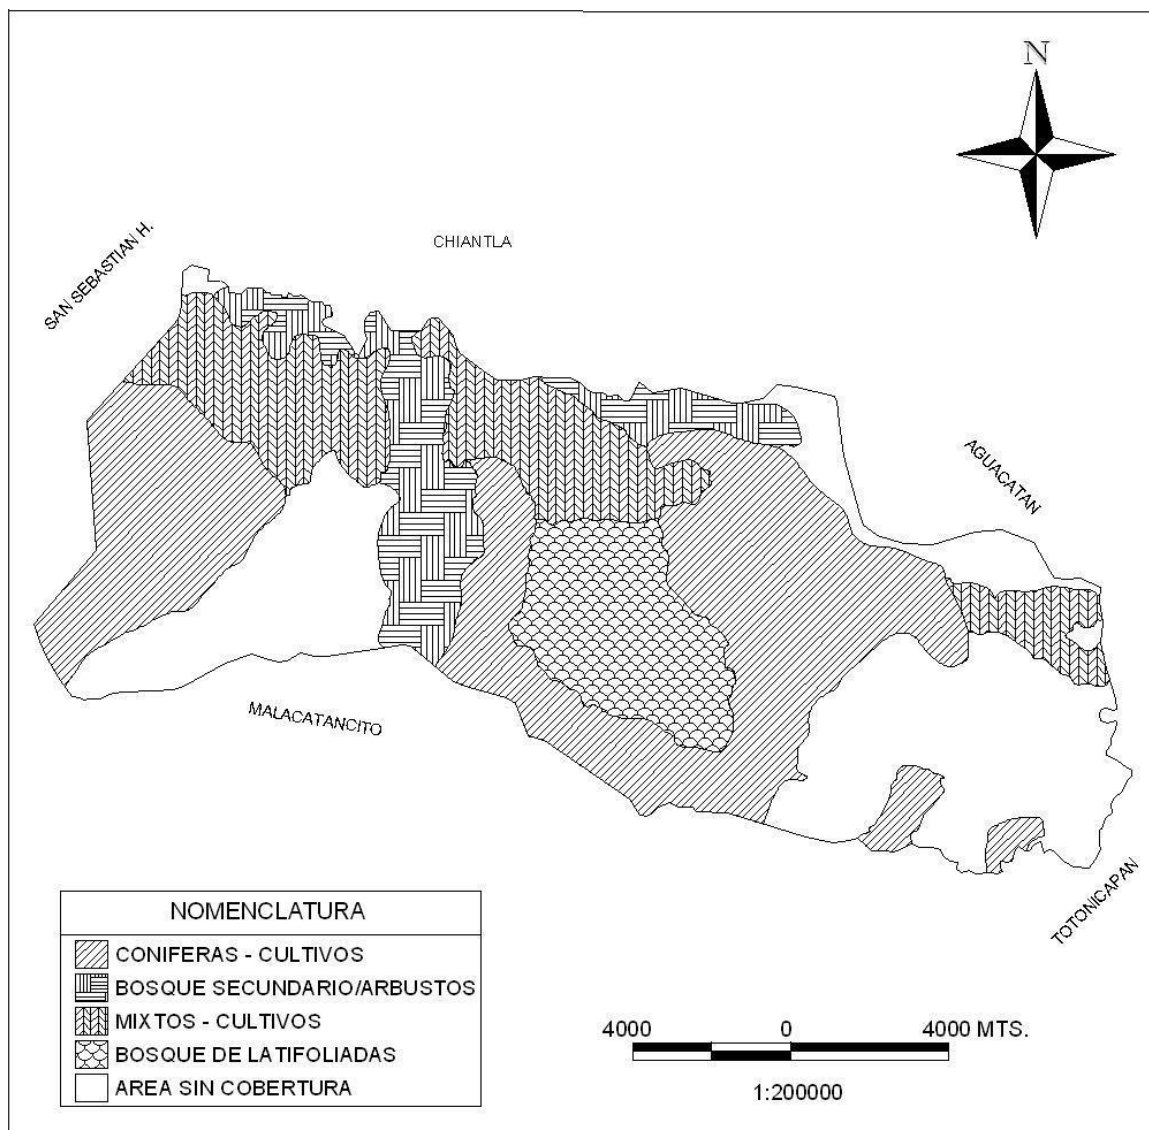 N
CHIANTLA
SAN SEBASTIAN H.
AGUACATAN
MALACATANCITO
TOTONICAPAN
NOMENCLATURA
CONIFERAS - CULTIVOS
BOSQUE SECUNDARIO/ARBUSTOS
MIXTOS - CULTIVOS
BOSQUE DE LATIFOLIADAS
AREA SIN COBERTURA
4000 0 4000 MTS.
1:200000